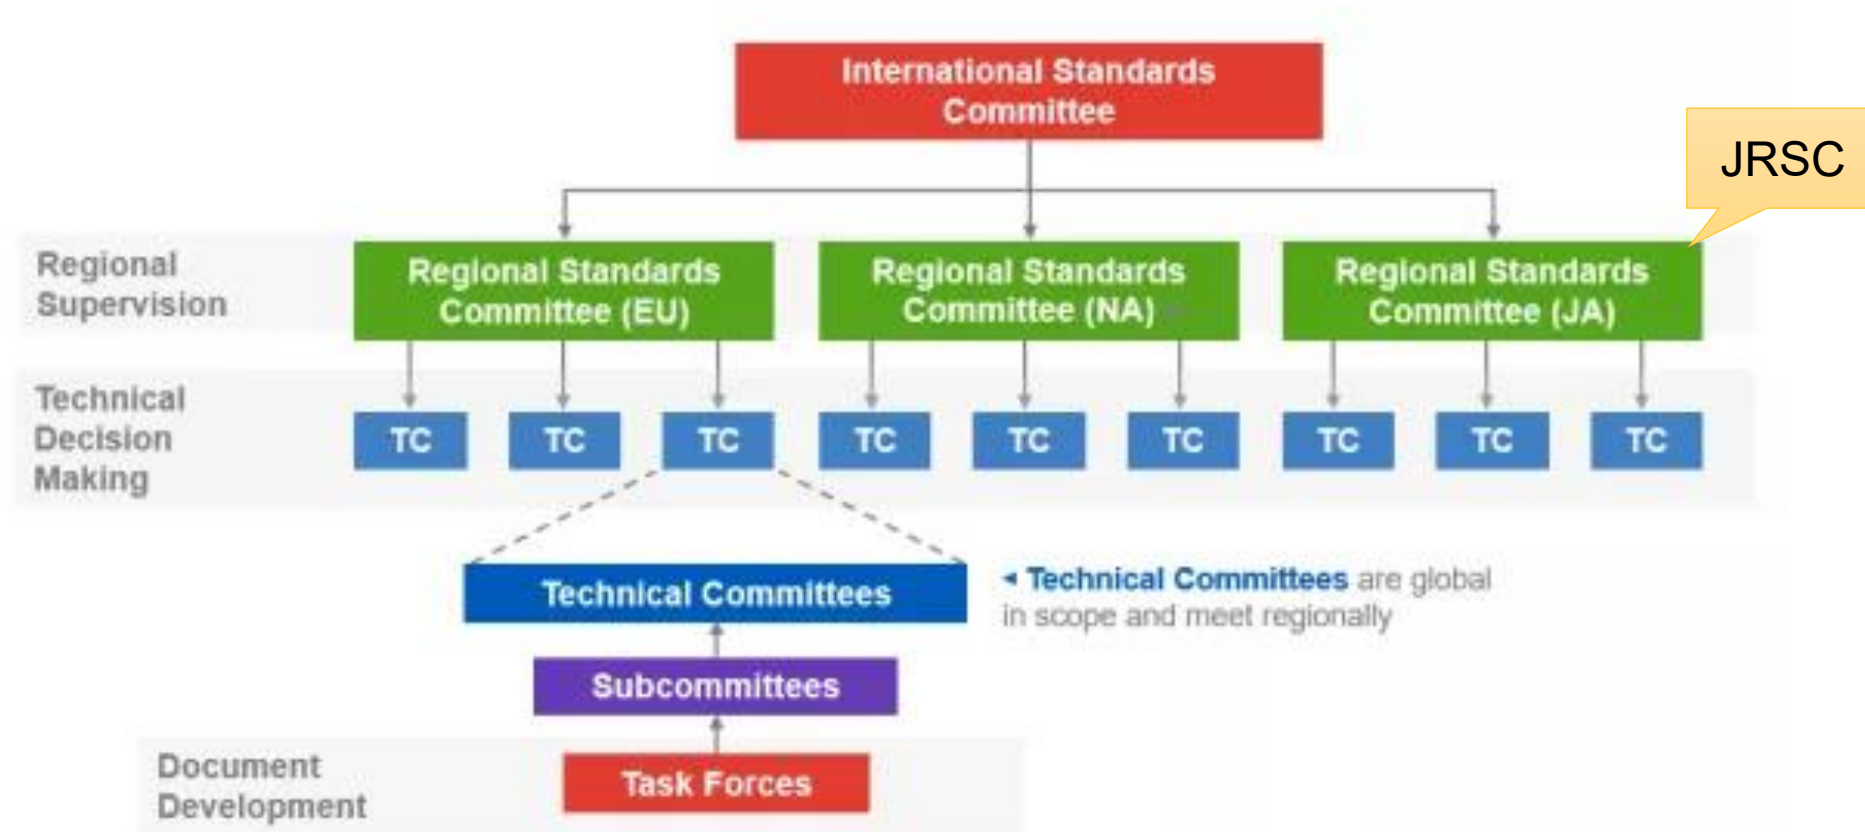 International Standards
Committee
JRSC
Regional
Supervision
Regional Standards
Committee (EU)
Regional Standards
Committee (NA)
Regional Standards
Committee (JA)
Technical
Decision
Making
TC
TC
TC
TC
TC
TC
TC
TC
TC
Technical Committees
◄ Technical Committees are global
in scope and meet regionally
Subcommittees
Document
Development
Task Forces